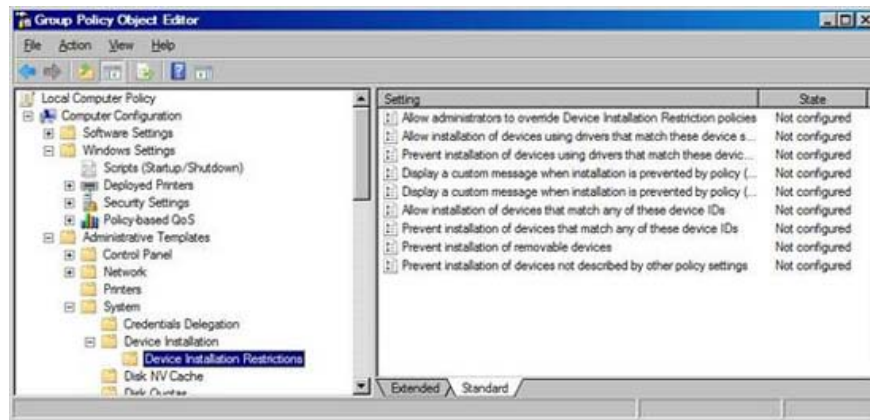 Group Policy Object Editor
File Action View Help
Local Computer Policy
Computer Configuration
Software Settings
Windows Settings
Scripts (Startup/Shutdown)
Deployed Printers
Security Settings
Policy-based QoS
Administrative Templates
Control Panel
Network
Printers
System
Credentials Delegation
Device Installation
Device Installation Restrictions
Disk NV Cache
Disk Quotas
Setting State
Allow administrators to override Device Installation Restriction policies Not configured
Allow installation of devices using drivers that match these device s... Not configured
Prevent installation of devices using drivers that match these devic... Not configured
Display a custom message when installation is prevented by policy (... Not configured
Display a custom message when installation is prevented by policy (... Not configured
Allow installation of devices that match any of these device IDs Not configured
Prevent installation of devices that match any of these device IDs Not configured
Prevent installation of removable devices Not configured
Prevent installation of devices not described by other policy settings Not configured
Extended Standard